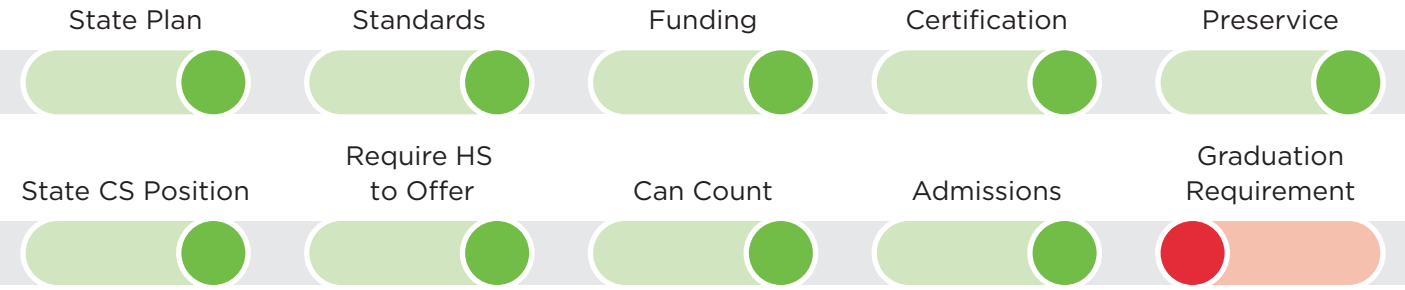 State Plan
Standards
Funding
Certification
Preservice
State CS Position
Require HS
to Offer
Can Count
Admissions
Graduation
Requirement